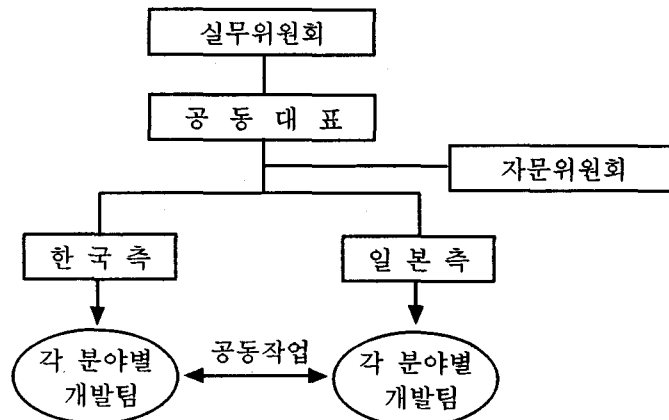 실무위원회
공 동 대 표
자문위원회
한 국 측
일 본 측
각 분야별
개발팀
공동작업
각 분야별
개발팀